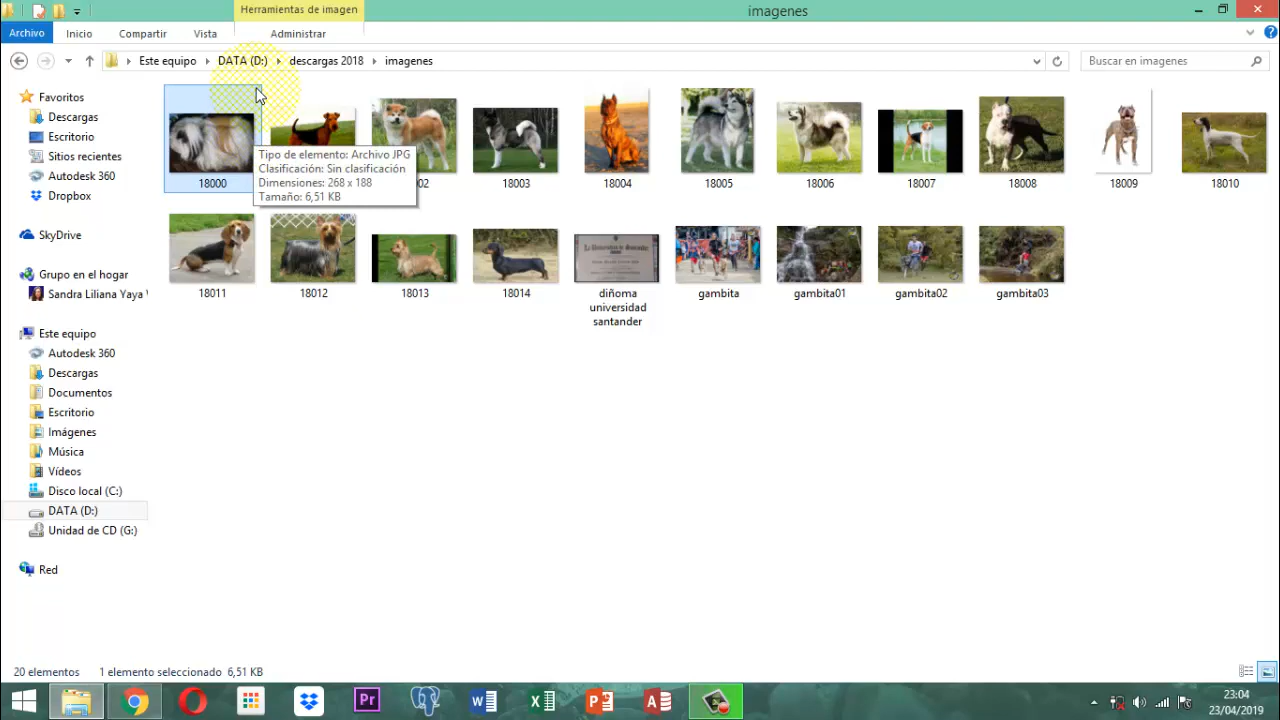 Herramientas de imagen
imagenes
Archivo
Inicio
Compartir
Vista
Administrar
Este equipo
DATA (D:)
descargas 2018
imagenes
Buscar en imagenes
Favoritos
Descargas
Escritorio
Sitios recientes
Autodesk 360
Dropbox
SkyDrive
Grupo en el hogar
Sandra Liliana Yaya
Este equipo
Autodesk 360
Descargas
Documentos
Escritorio
Imágenes
Música
Vídeos
Disco local (C:)
DATA (D:)
Unidad de CD (G:)
Red
18000
02
18003
18004
18005
18006
18007
18008
18009
18010
Tipo de elemento: Archivo JPG
Clasificación: Sin clasificación
Dimensiones: 268 x 188
Tamaño: 6,51 KB
18011
18012
18013
18014
diñoma
universidad
santander
gambita
gambita01
gambita02
gambita03
20 elementos
1 elemento seleccionado 6,51 KB
Pr
23:04
23/04/2019